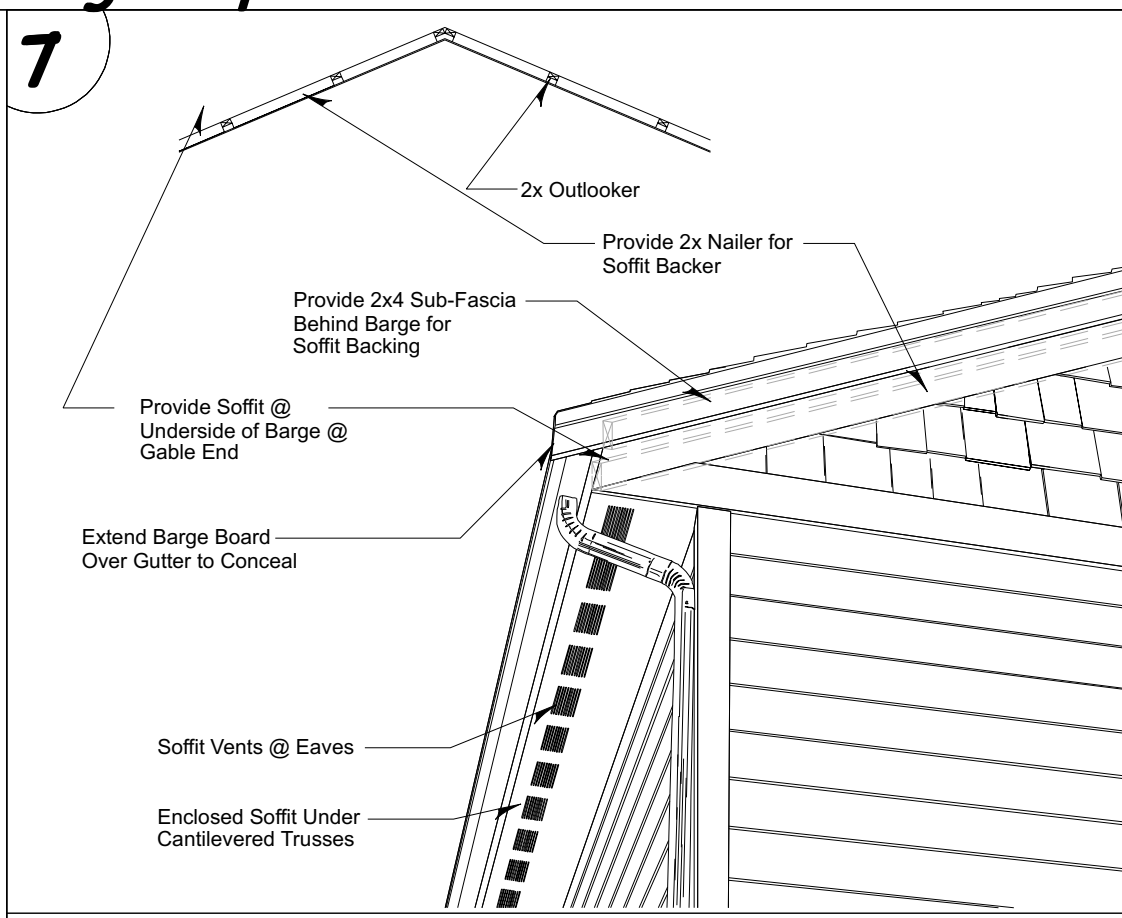 7
2x Outlooker
Provide 2x Nailer for
Soffit Backer
Provide 2x4 Sub-Fascia
Behind Barge for
Soffit Backing
Provide Soffit @
Underside of Barge @
Gable End
Extend Barge Board
Over Gutter to Conceal
Soffit Vents @ Eaves
Enclosed Soffit Under
Cantilevered Trusses